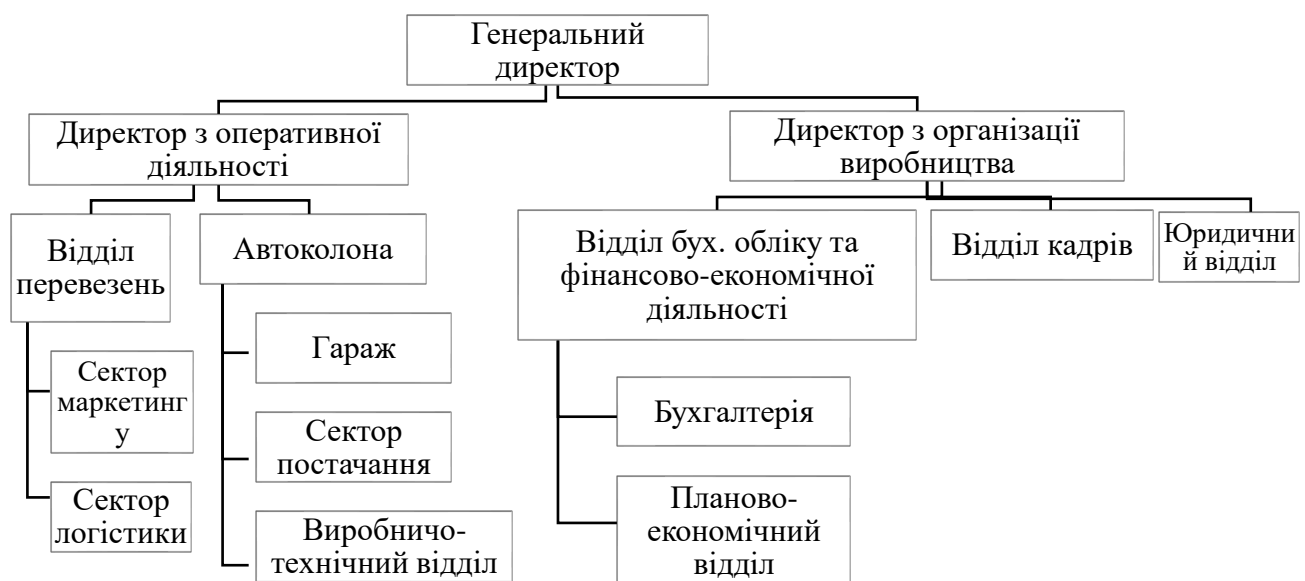 Генеральний
директор
Директор з оперативної
діяльності
Директор з організації
виробництва
Відділ
перевезень
Автоколона
Відділ бух. обліку та
фінансово-економічної
діяльності
Відділ кадрів
Юридични
й відділ
Сектор
маркетинг
у
Сектор
логістики
Гараж
Сектор
постачання
Виробничо-
технічний відділ
Бухгалтерія
Планово-
економічний
відділ